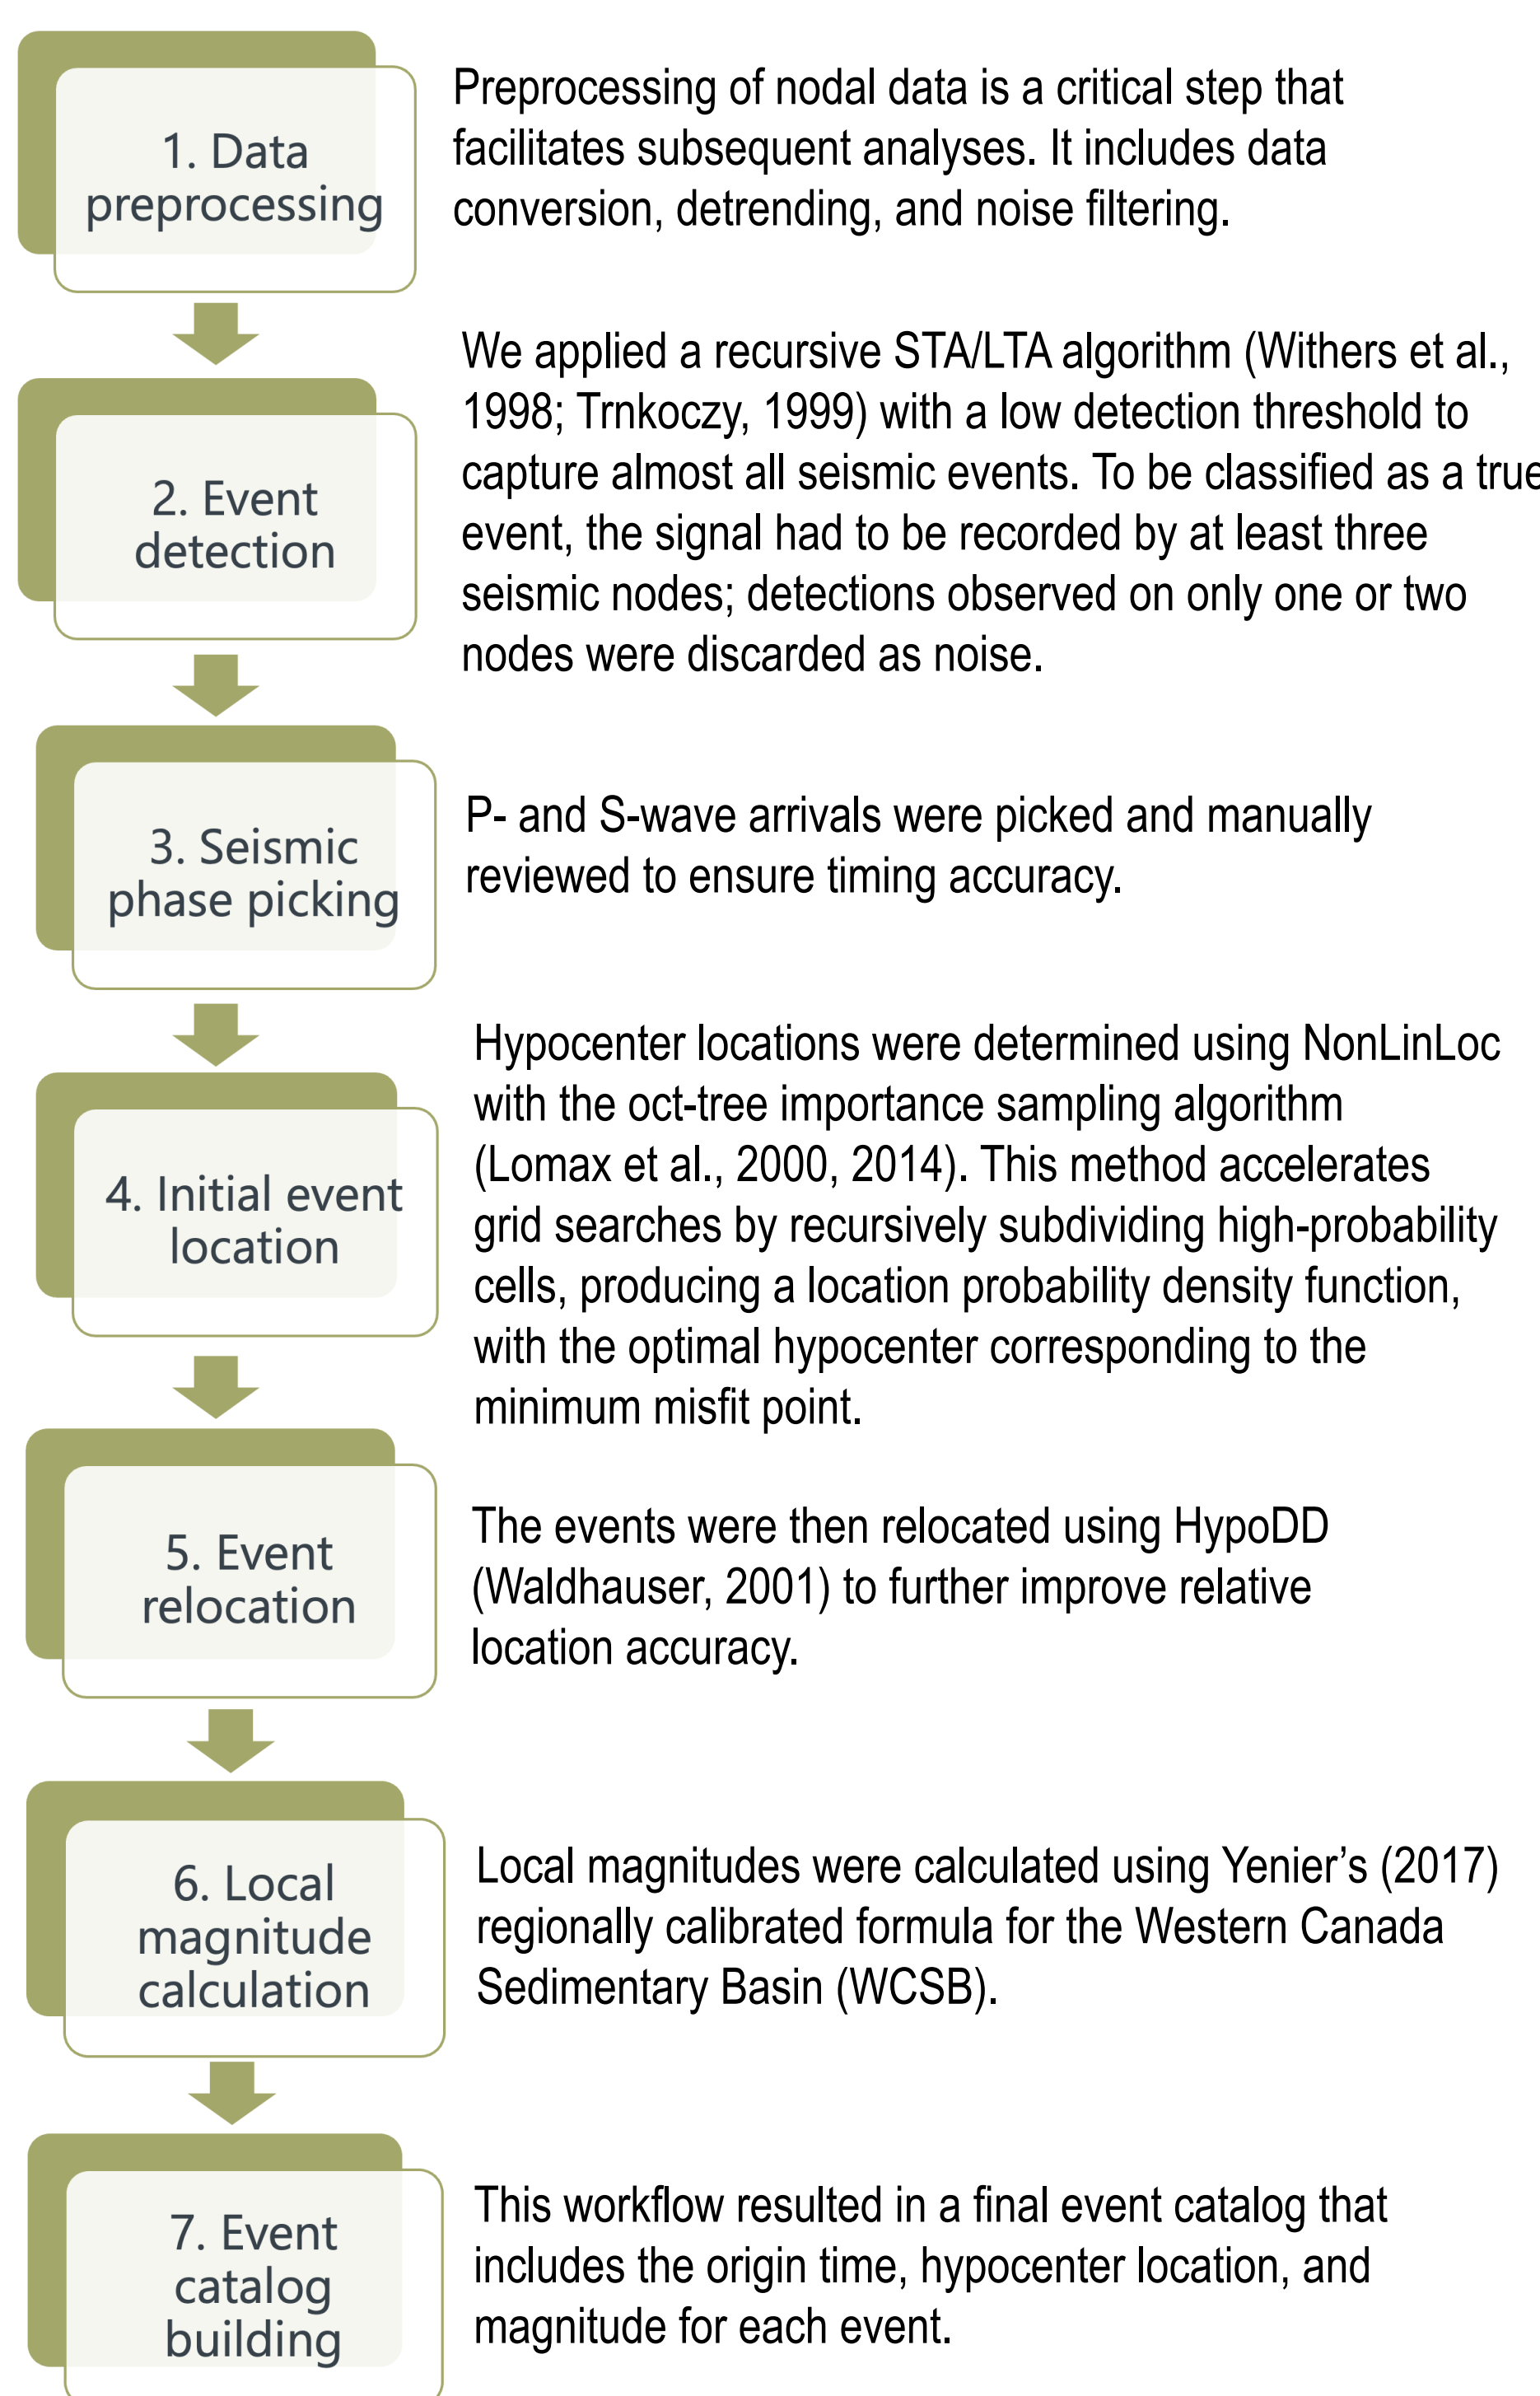 1. Data
preprocessing
Preprocessing of nodal data is a critical step that
facilitates subsequent analyses. It includes data
conversion, detrending, and noise filtering.
2. Event
detection
We applied a recursive STA/LTA algorithm (Withers et al.,
1998; Trnkoczy, 1999) with a low detection threshold to
capture almost all seismic events. To be classified as a true
event, the signal had to be recorded by at least three
seismic nodes; detections observed on only one or two
nodes were discarded as noise.
3. Seismic
phase picking
P- and S-wave arrivals were picked and manually
reviewed to ensure timing accuracy.
4. Initial event
location
Hypocenter locations were determined using NonLinLoc
with the oct-tree importance sampling algorithm
(Lomax et al., 2000, 2014). This method accelerates
grid searches by recursively subdividing high-probability
cells, producing a location probability density function,
with the optimal hypocenter corresponding to the
minimum misfit point.
5. Event
relocation
The events were then relocated using HypoDD
(Waldhauser, 2001) to further improve relative
location accuracy.
6. Local
magnitude
calculation
Local magnitudes were calculated using Yenier’s (2017)
regionally calibrated formula for the Western Canada
Sedimentary Basin (WCSB).
7. Event
catalog
building
This workflow resulted in a final event catalog that
includes the origin time, hypocenter location, and
magnitude for each event.